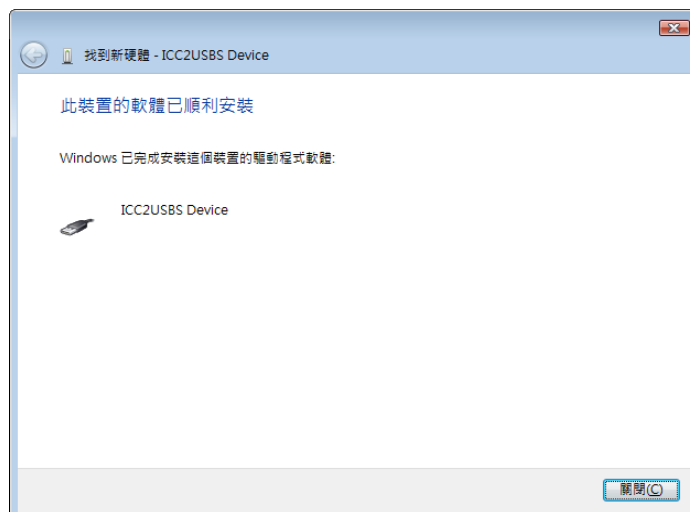 找到新硬體 - ICC2USBS Device
此裝置的軟體已順利安裝
Windows 已完成安裝這個裝置的驅動程式軟體:
ICC2USBS Device
關閉(C)